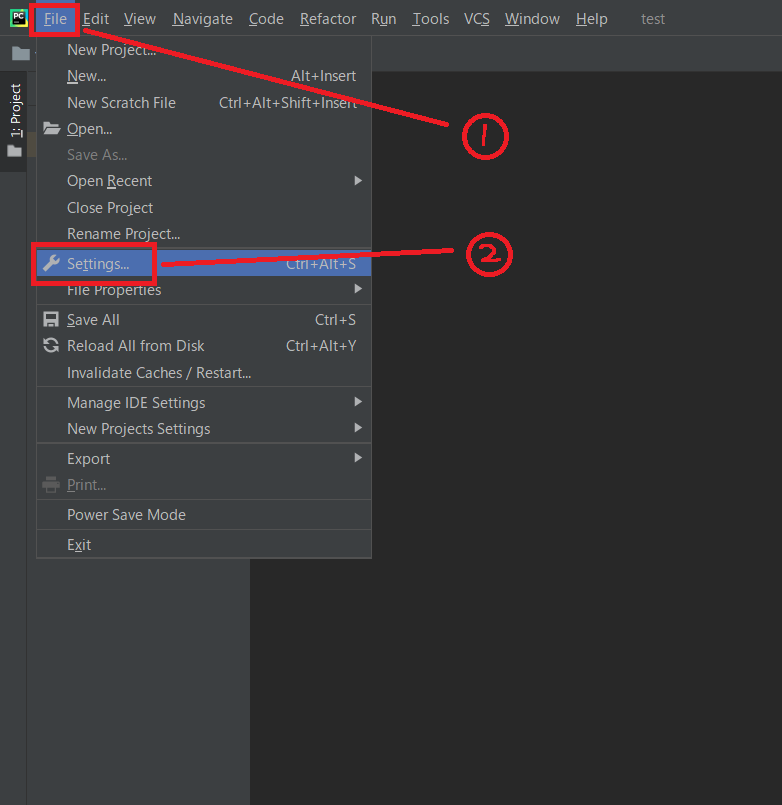 PC File Edit View Navigate Code Refactor Run Tools VCS Window Help test
1: Project
New Project...
New... Alt+Insert
New Scratch File Ctrl+Alt+Shift+Insert
Open...
Save As...
Open Recent
Close Project
Rename Project...
Settings... Ctrl+Alt+S
File Properties
Save All Ctrl+S
Reload All from Disk Ctrl+Alt+Y
Invalidate Caches / Restart...
Manage IDE Settings
New Projects Settings
Export
Print...
Power Save Mode
Exit
①
②